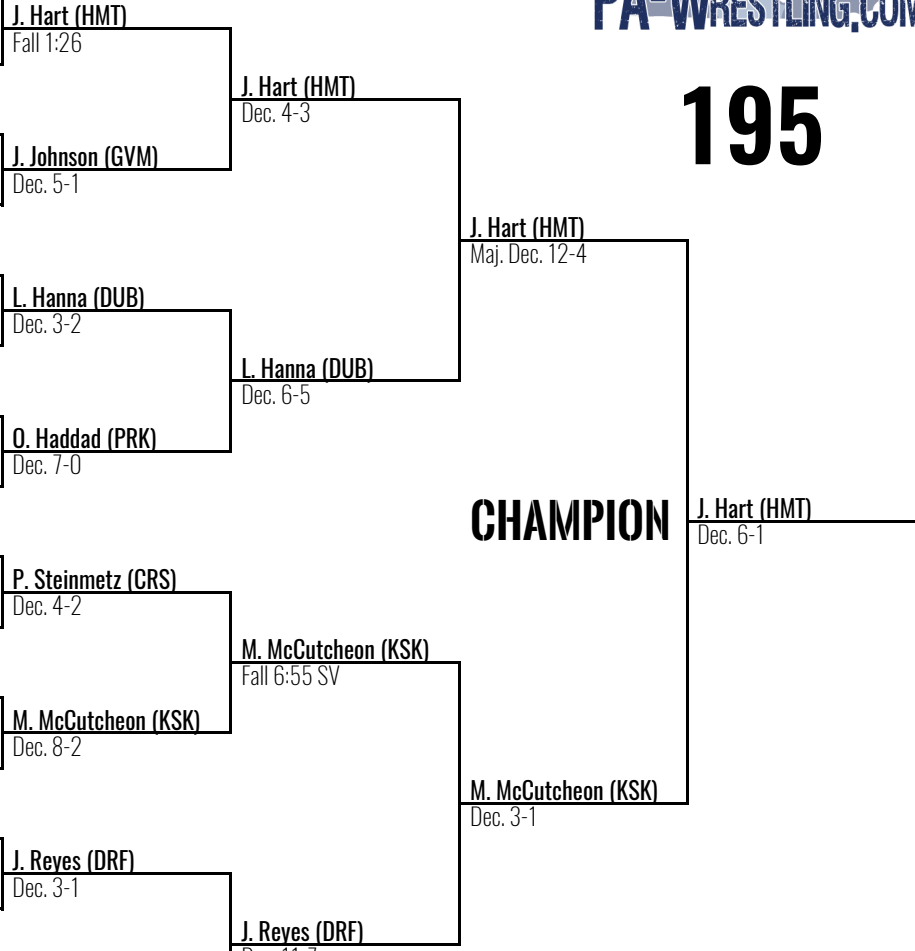 PA-WRESTLING.COM
195
J. Hart (HMT)
Fall 1:26
J. Johnson (GVM)
Dec. 5-1
L. Hanna (DUB)
Dec. 3-2
O. Haddad (PRK)
Dec. 7-0
P. Steinmetz (CRS)
Dec. 4-2
M. McCutcheon (KSK)
Dec. 8-2
J. Reyes (DRF)
Dec. 3-1
J. Hart (HMT)
Dec. 4-3
L. Hanna (DUB)
Dec. 6-5
M. McCutcheon (KSK)
Fall 6:55 SV
J. Reyes (DRF)
J. Hart (HMT)
Maj. Dec. 12-4
M. McCutcheon (KSK)
Dec. 3-1
CHAMPION
J. Hart (HMT)
Dec. 6-1